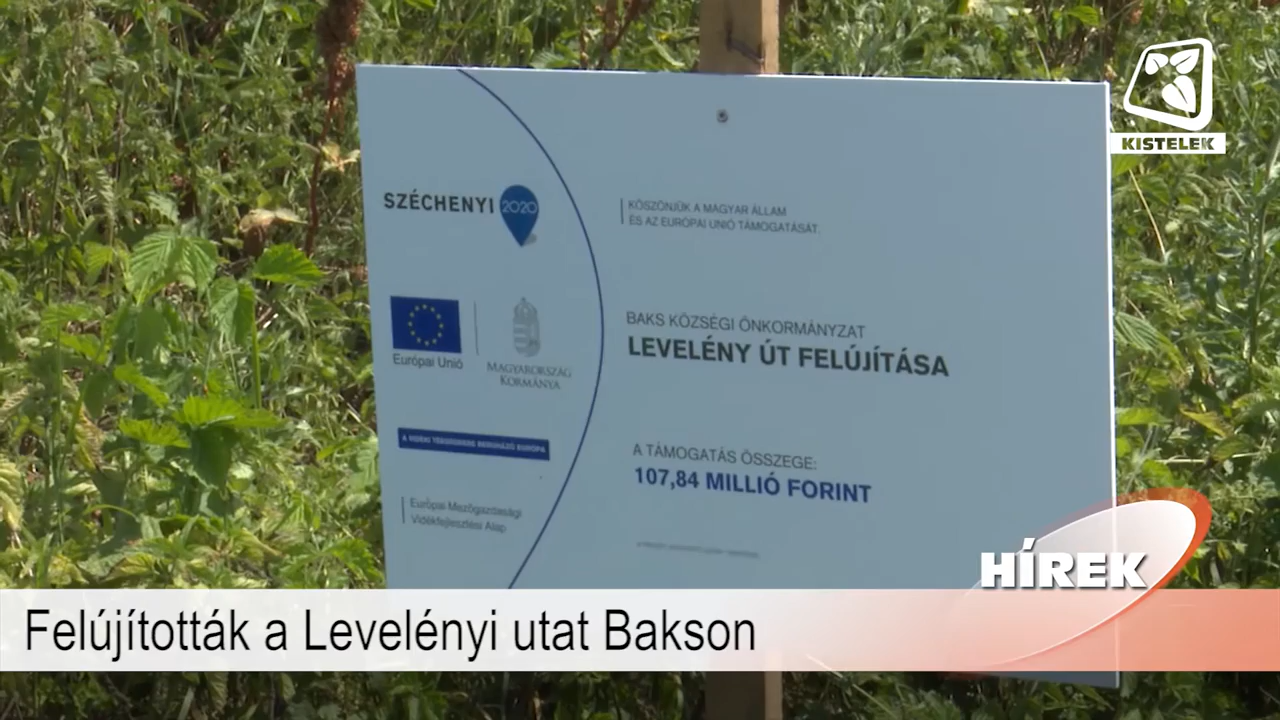 KISTELEK
SZÉCHENYI 2020
KÖSZÖNJÜK A MAGYAR ÁLLAM
ÉS AZ EURÓPAI UNIÓ TÁMOGATÁSÁT.
Európai Unió
MAGYARORSZÁG
KORMÁNYA
BAKS KÖZSÉGI ÖNKORMÁNYZAT
LEVELÉNY ÚT FELÚJÍTÁSA
A VIDÉKI TÉRSÉGEKBE BERUHÁZÓ EURÓPA
A TÁMOGATÁS ÖSSZEGE:
107,84 MILLIÓ FORINT
Európai Mezőgazdasági
Vidékfejlesztési Alap
HÍREK
Felújították a Levelényi utat Bakson